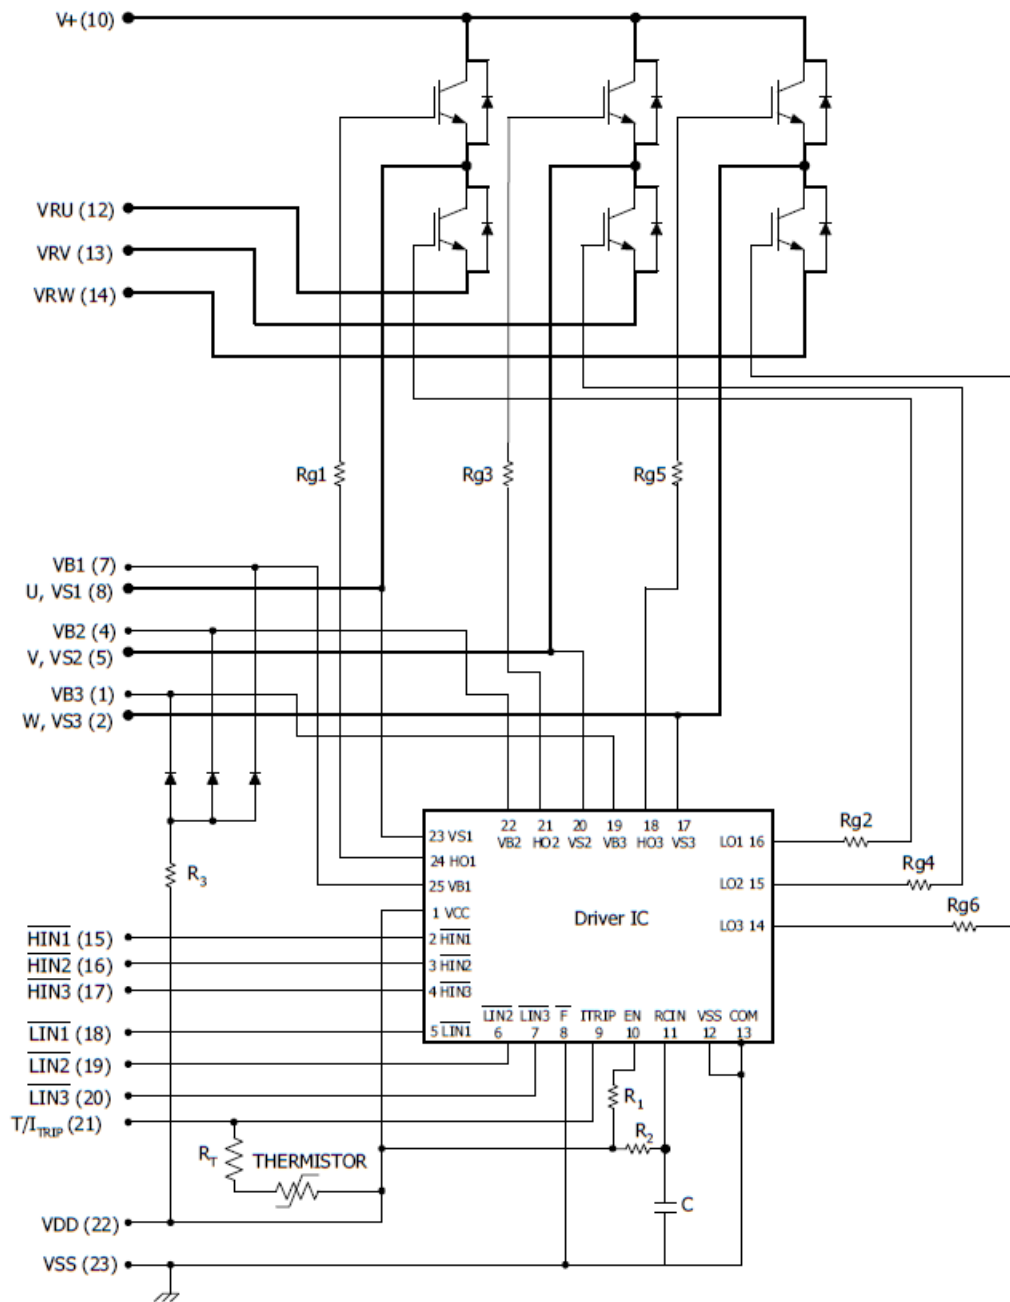 V+(10)
VRU (12)
VRV (13)
VRW (14)
Rg1
Rg3
Rg5
VB1 (7)
U, VS1 (8)
VB2 (4)
V, VS2 (5)
VB3 (1)
W, VS3 (2)
22 21 20 19 18 17
VB2 HO2 VS2 VB3 HO3 VS3
23 VS1
24 HO1
25 VB1
1 VCC
2 HIN1
3 HIN2
4 HIN3
5 LIN1
Driver IC
LO1 16
LO2 15
LO3 14
Rg2
Rg4
Rg6
LIN2 LIN3 F ITRIP EN RCIN VSS COM
6 7 8 9 10 11 12 13
R3
HIN1 (15)
HIN2 (16)
HIN3 (17)
LIN1 (18)
LIN2 (19)
LIN3 (20)
T/ITRIP (21)
R1
R2
RT
THERMISTOR
C
VDD (22)
VSS (23)